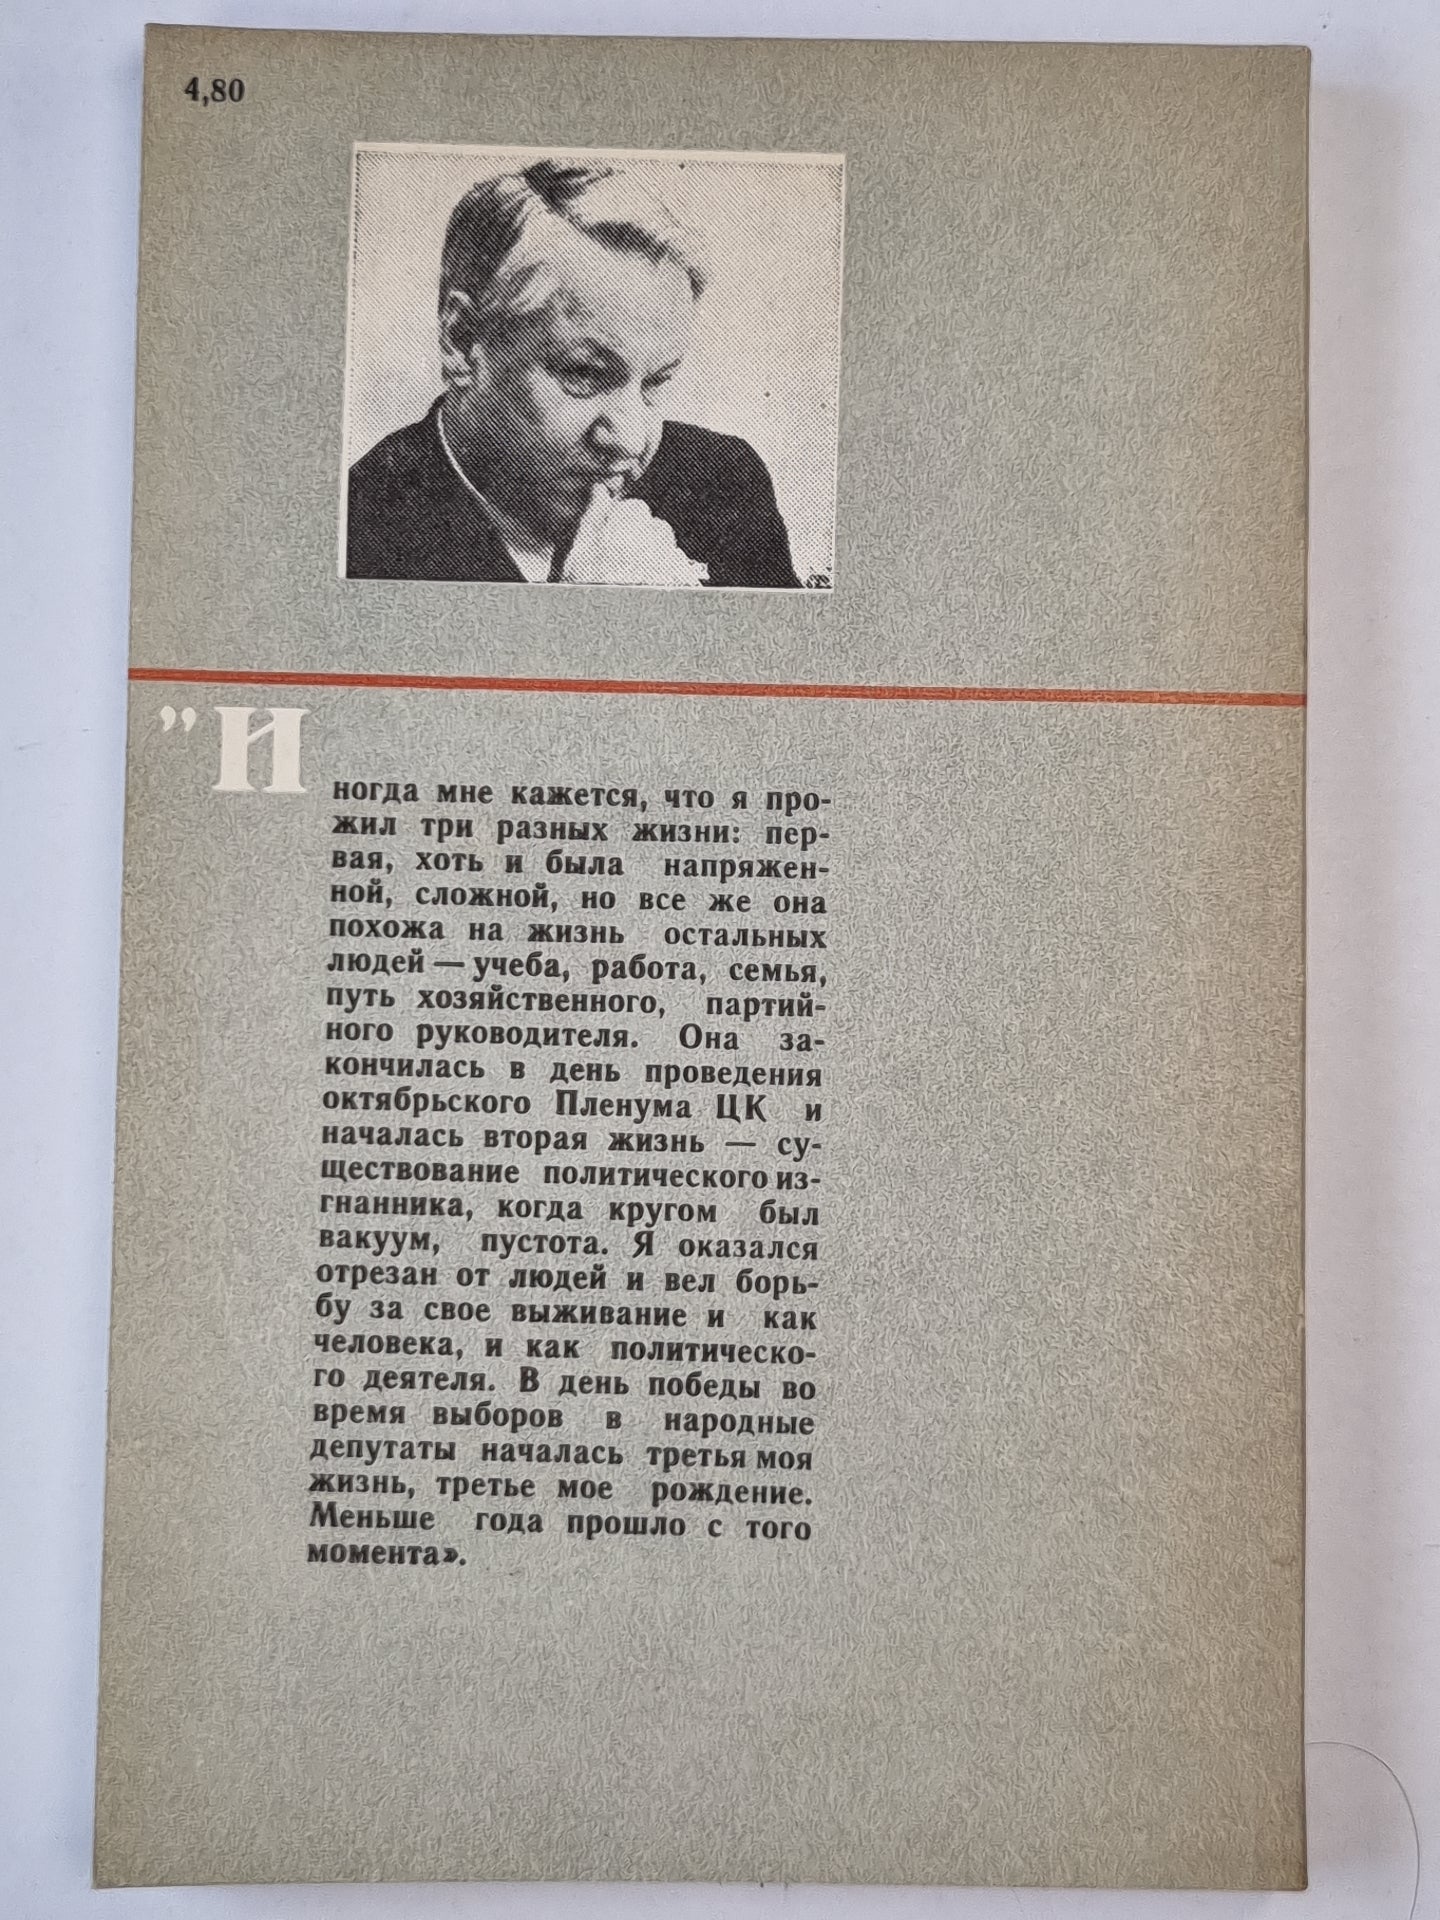 4,80
"И
ногда мне кажется, что я про-
жил три разных жизни: пер-
вая, хоть и была напряжен-
ной, сложной, но все же она
похожа на жизнь остальных
людей — учеба, работа, семья,
путь хозяйственного, партий-
ного руководителя. Она за-
кончилась в день проведения
октябрьского Пленума ЦК и
началась вторая жизнь — су-
ществование политического из-
гнанника, когда кругом был
вакуум, пустота. Я оказался
отрезан от людей и вел борь-
бу за свое выживание и как
человека, и как политическо-
го деятеля. В день победы во
время выборов в народные
депутаты началась третья моя
жизнь, третье мое рождение.
Меньше года прошло с того
момента».